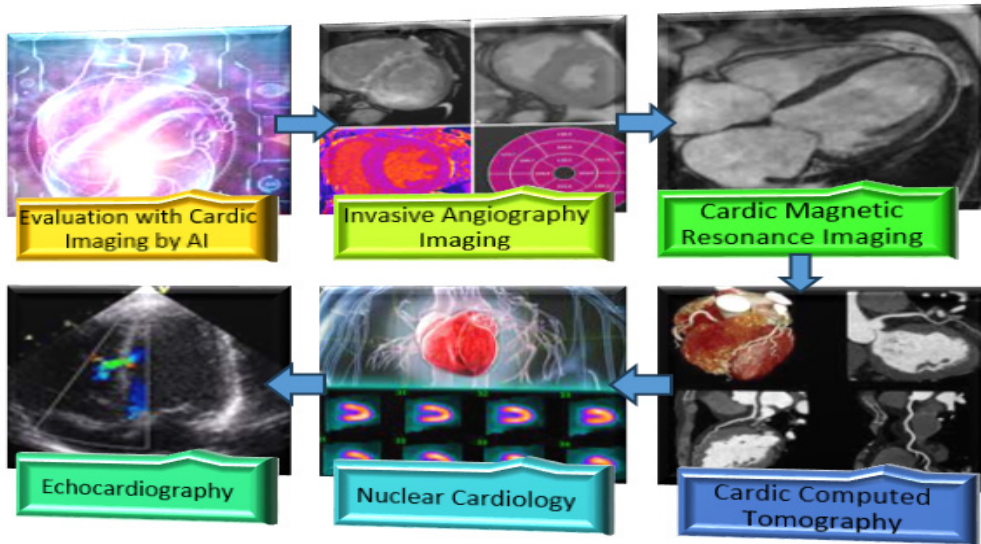 Evaluation with Cardic
Imaging by AI
Invasive Angiography
Imaging
Cardic Magnetic
Resonance Imaging
Cardic Computed
Tomography
Nuclear Cardiology
Echocardiography